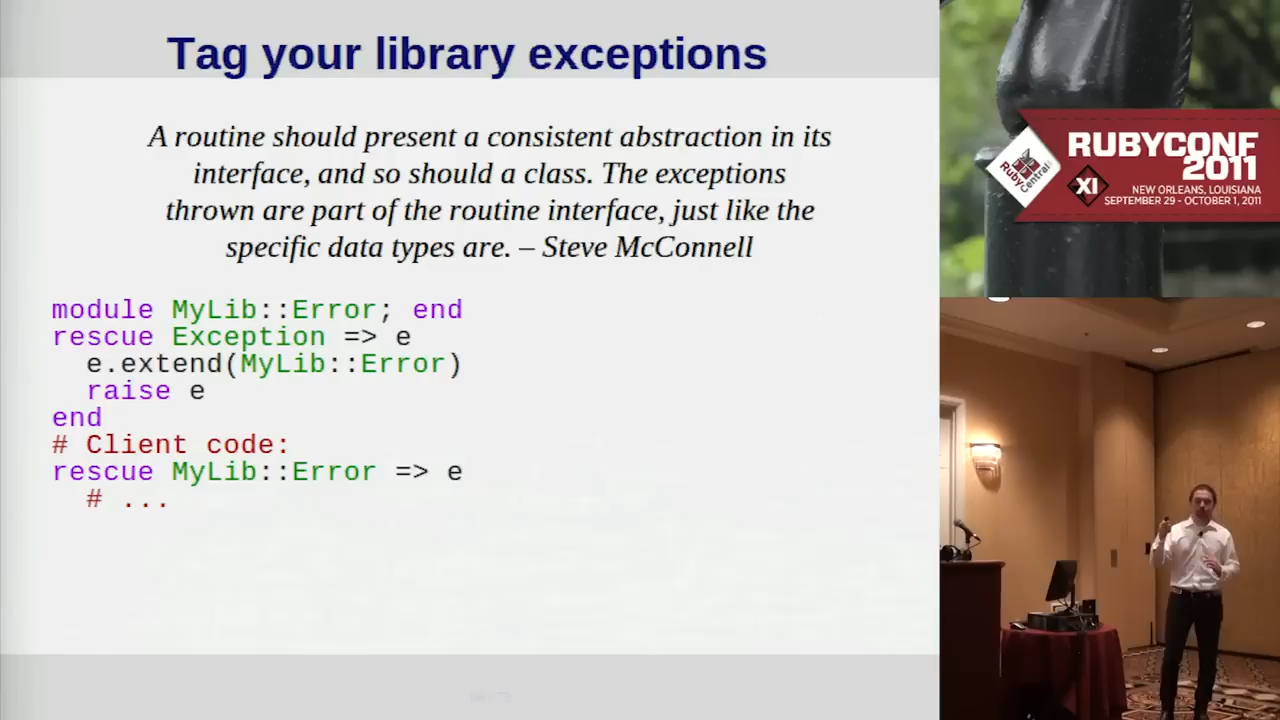 Tag your library exceptions
A routine should present a consistent abstraction in its
interface, and so should a class. The exceptions
thrown are part of the routine interface, just like the
specific data types are. – Steve McConnell
module MyLib::Error; end
rescue Exception => e
  e.extend(MyLib::Error)
  raise e
end
# Client code:
rescue MyLib::Error => e
  # ...
RUBYCONF
2011
RubyCentral
XI
NEW ORLEANS, LOUISIANA
SEPTEMBER 29 - OCTOBER 1, 2011